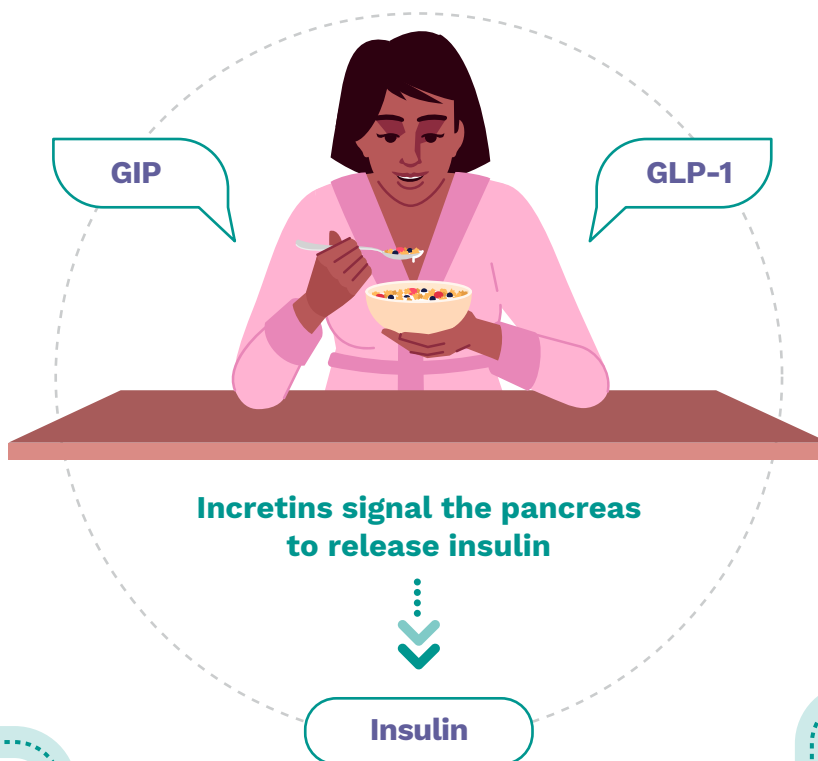 GIP
GLP-1
Incretins signal the pancreas
to release insulin
Insulin